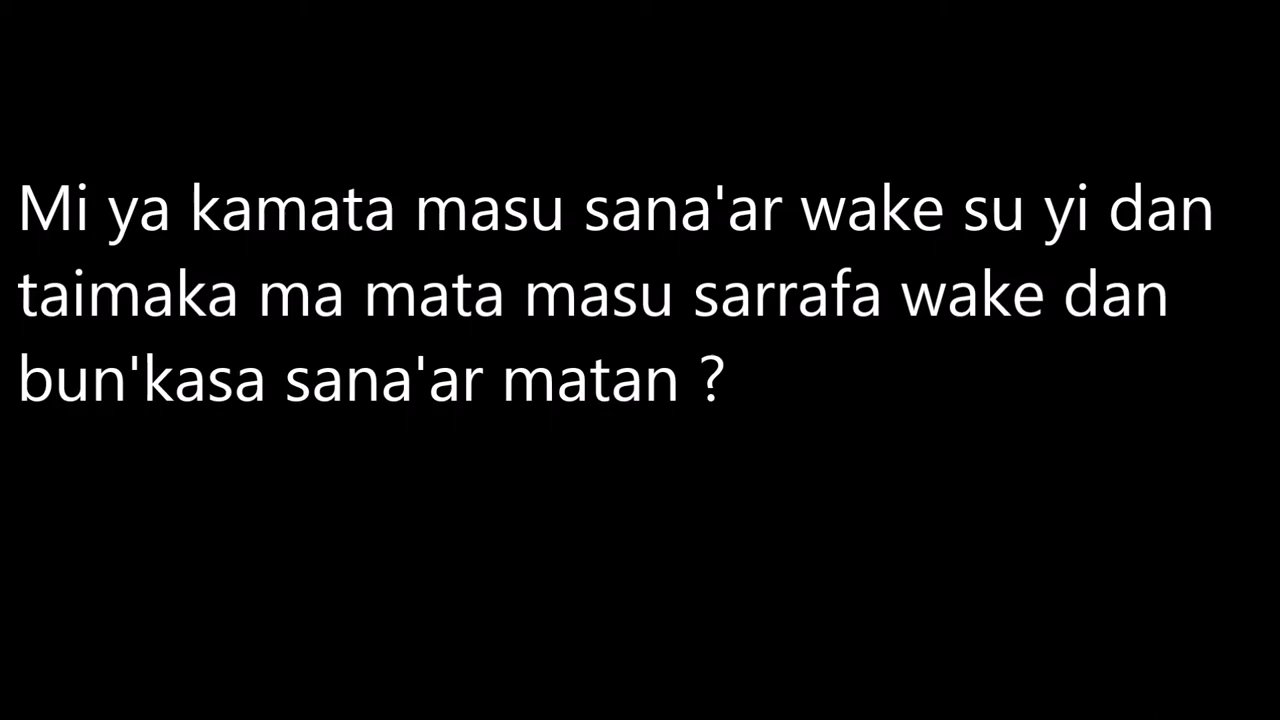 Mi ya kamata masu sana'ar wake su yi dan
taimaka ma mata masu sarrafa wake dan
bun'kasa sana'ar matan ?